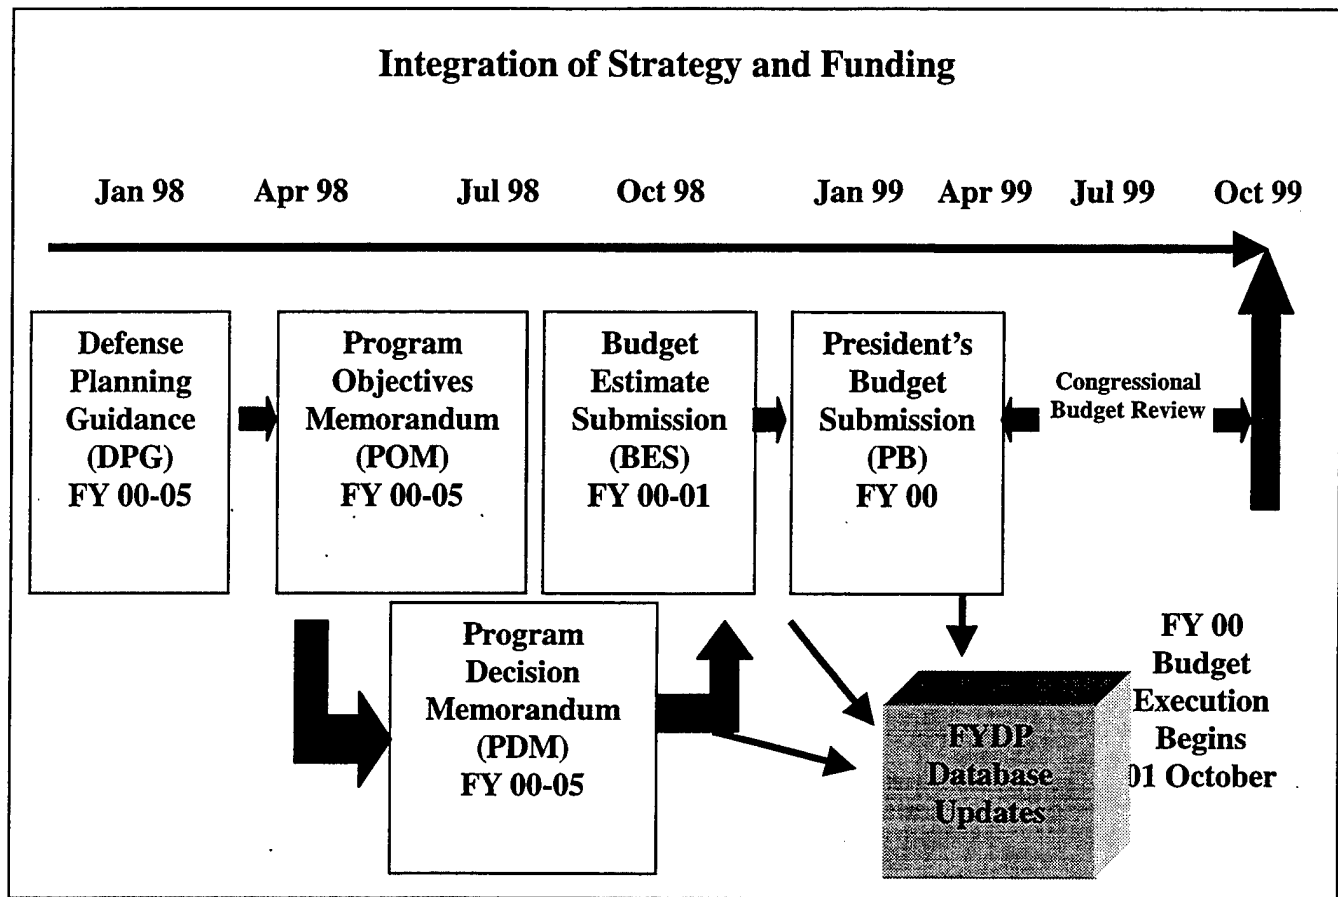 Integration of Strategy and Funding
Jan 98 Apr 98 Jul 98 Oct 98 Jan 99 Apr 99 Jul 99 Oct 99
Defense
Planning
Guidance
(DPG)
FY 00-05
Program
Objectives
Memorandum
(POM)
FY 00-05
Budget
Estimate
Submission
(BES)
FY 00-01
President's
Budget
Submission
(PB)
FY 00
Congressional
Budget Review
Program
Decision
Memorandum
(PDM)
FY 00-05
FYDP
Database
Updates
FY 00
Budget
Execution
Begins
01 October